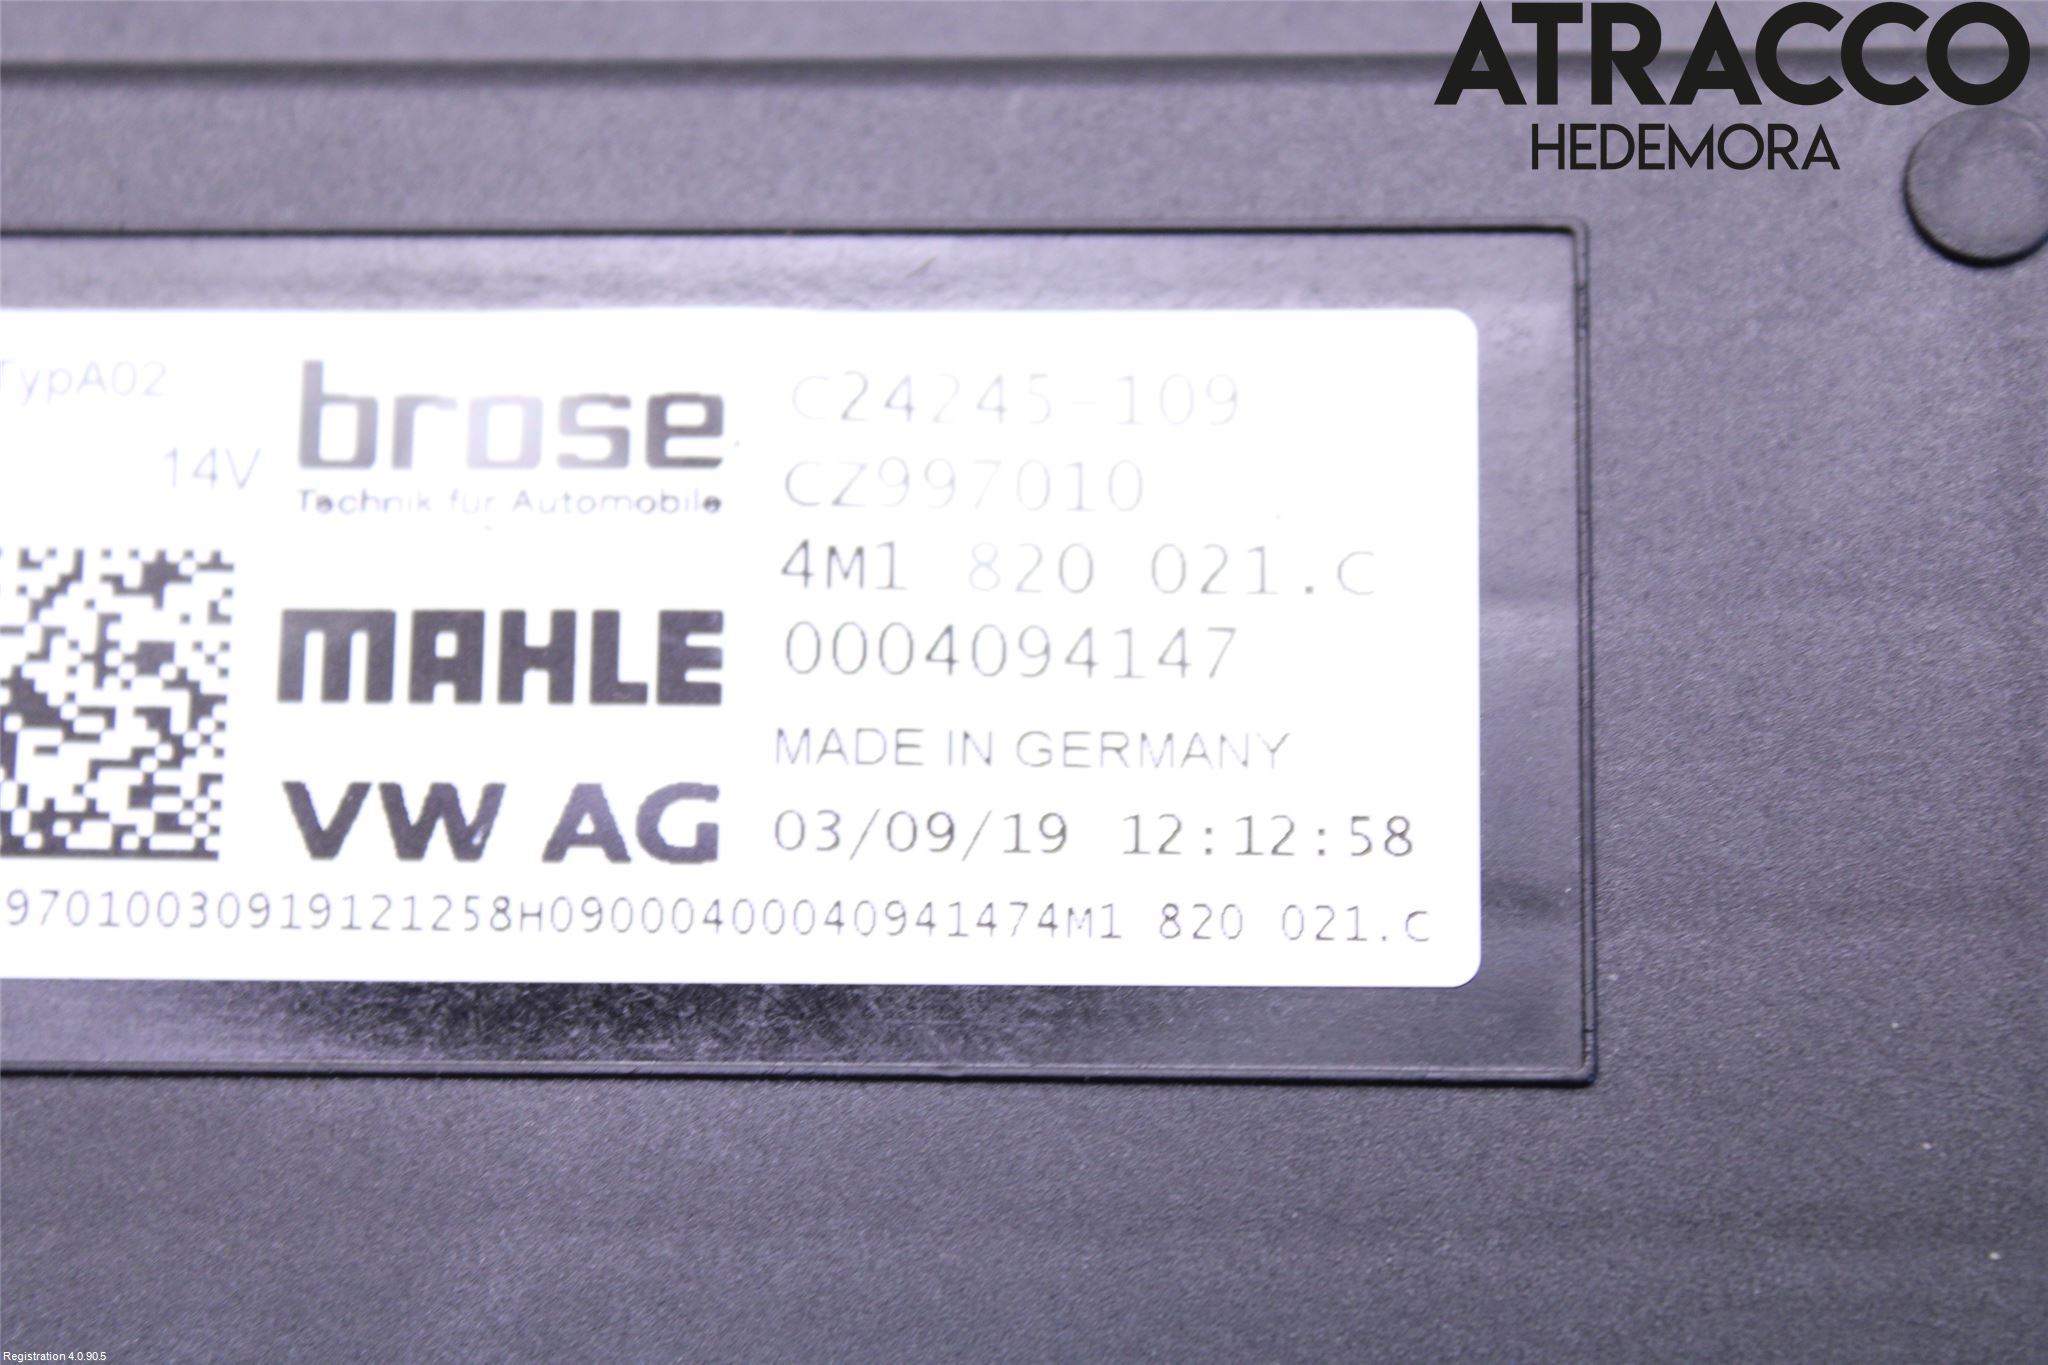 ATRACCO
HEDEMORA
TypA02
14V
brose
Technik für Automobile
MAHLE
VW AG
C24245-109
CZ997010
4M1 820 021.C
0004094147
MADE IN GERMANY
03/09/19 12:12:58
97010030919121258H09000400040941474M1 820 021.C
Registration 4.0.90.5